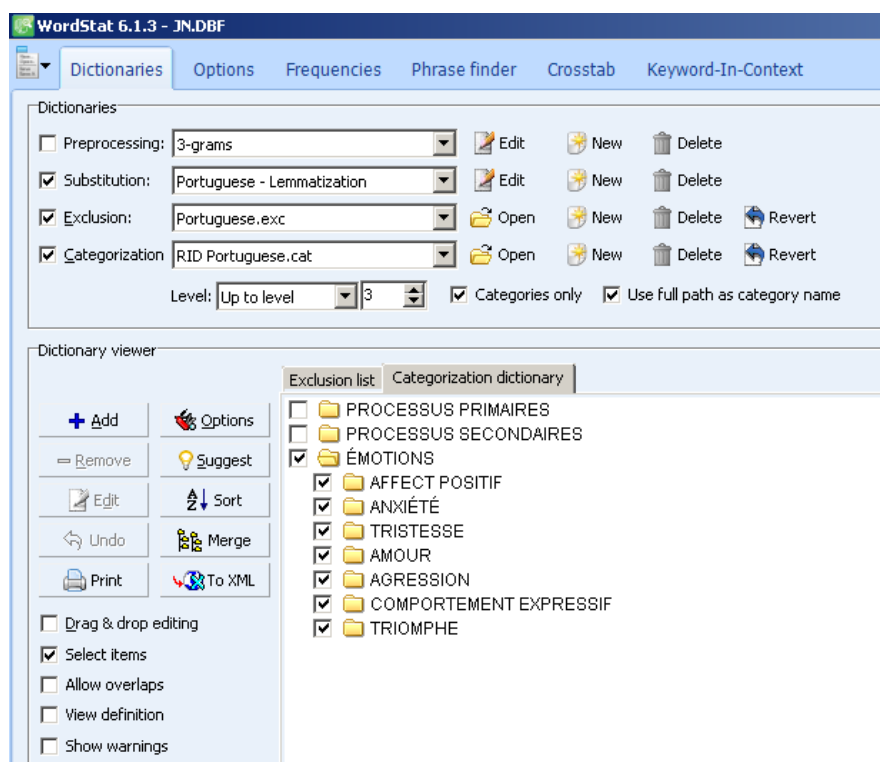 WordStat 6.1.3 - JN.DBF
Dictionaries Options Frequencies Phrase finder Crosstab Keyword-In-Context
Dictionaries
Preprocessing: 3-grams Edit New Delete
Substitution: Portuguese - Lemmatization Edit New Delete
Exclusion: Portuguese.exc Open New Delete Revert
Categorization RID Portuguese.cat Open New Delete Revert
Level: Up to level 3 Categories only Use full path as category name
Dictionary viewer
Exclusion list Categorization dictionary
Add Options
Remove Suggest
Edit Sort
Undo Merge
Print To XML
Drag & drop editing
Select items
Allow overlaps
View definition
Show warnings
PROCESSUS PRIMAIRES
PROCESSUS SECONDAIRES
ÉMOTIONS
AFFECT POSITIF
ANXIÉTÉ
TRISTESSE
AMOUR
AGRESSION
COMPORTEMENT EXPRESSIF
TRIOMPHE